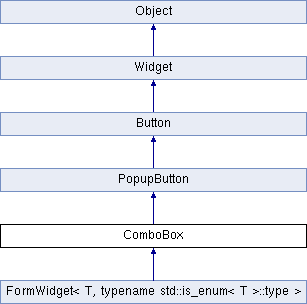 Object
Widget
Button
PopupButton
ComboBox
FormWidget< T, typename std::is_enum< T >::type >